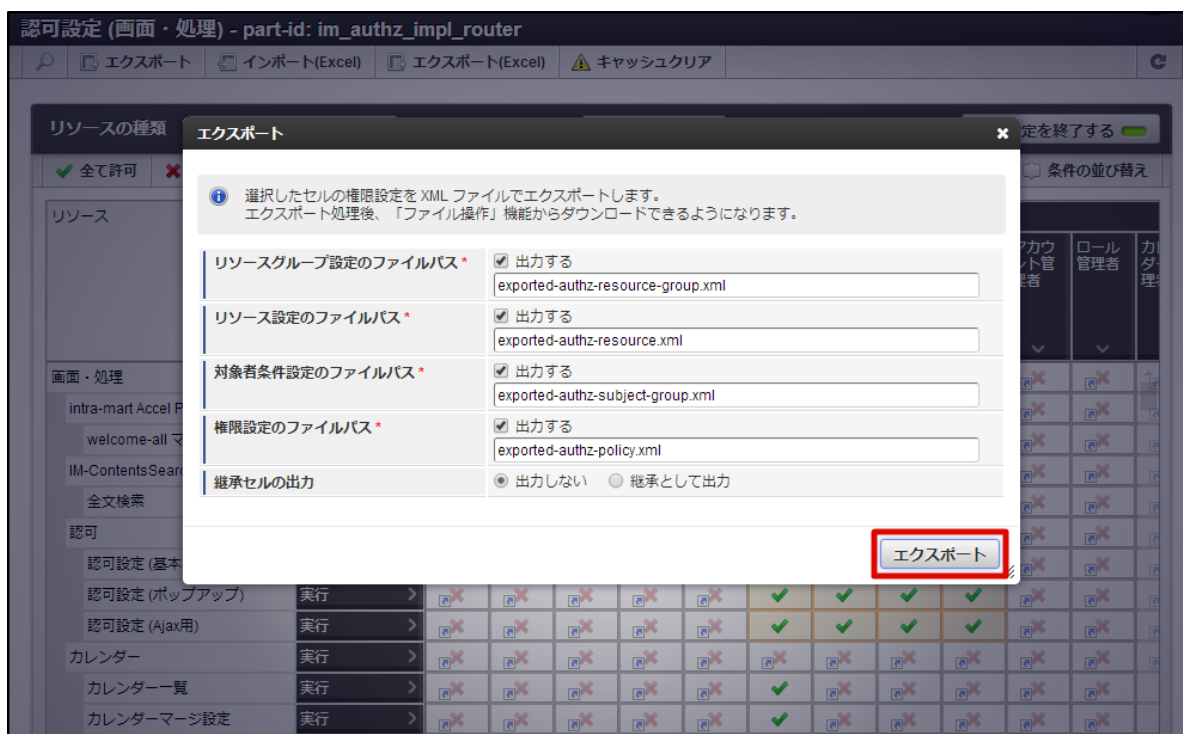 認可設定 (画面・処理) - part-id: im_authz_impl_router
エクスポート インポート(Excel) エクスポート(Excel) キャッシュクリア
リソースの種類
定を終了する
全て許可
条件の並び替え
リソース
エクスポート
選択したセルの権限設定を XML ファイルでエクスポートします。
エクスポート処理後、「ファイル操作」機能からダウンロードできるようになります。
リソースグループ設定のファイルパス *
出力する
exported-authz-resource-group.xml
リソース設定のファイルパス *
出力する
exported-authz-resource.xml
対象者条件設定のファイルパス *
出力する
exported-authz-subject-group.xml
権限設定のファイルパス *
出力する
exported-authz-policy.xml
継承セルの出力
出力しない 継承として出力
エクスポート
ロール
管理者
画面・処理
intra-mart Accel P
welcome-all マ
IM-ContentsSearc
全文検索
認可
認可設定 (基本
認可設定 (ポップアップ) 実行
認可設定 (Ajax用) 実行
カレンダー 実行
カレンダー一覧 実行
カレンダーマージ設定 実行